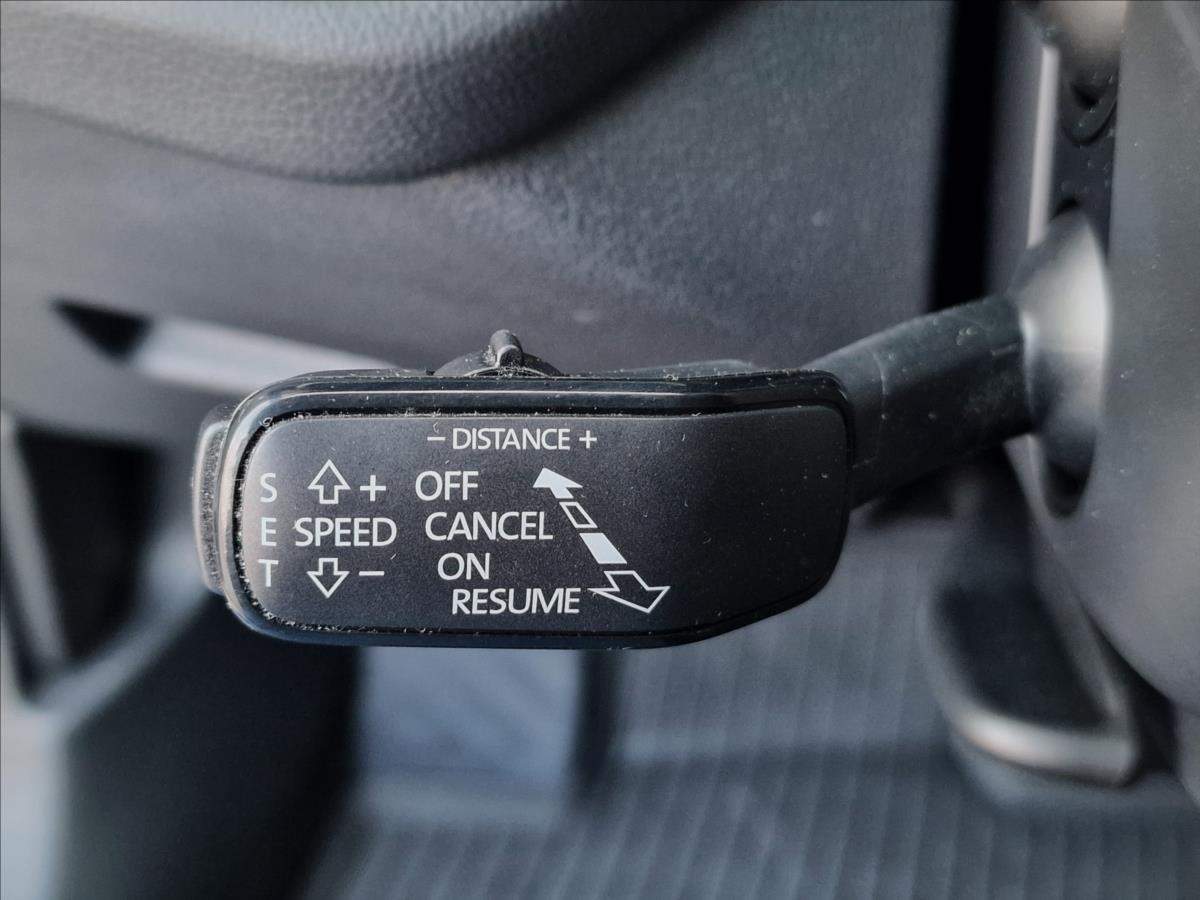 – DISTANCE +
S + OFF
E SPEED CANCEL
T – ON
RESUME